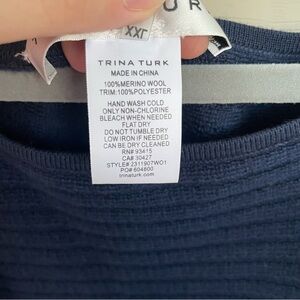 U R
XXL
TRINA TURK
MADE IN CHINA
100%MERINO WOOL
TRIM:100%POLYESTER
HAND WASH COLD
ONLY NON-CHLORINE
BLEACH WHEN NEEDED
FLAT DRY
DO NOT TUMBLE DRY
LOW IRON IF NEEDED
CAN BE DRY CLEANED
RN# 93415
CA# 30427
STYLE# 2311907WO1
PO# 604800
trinaturk.com